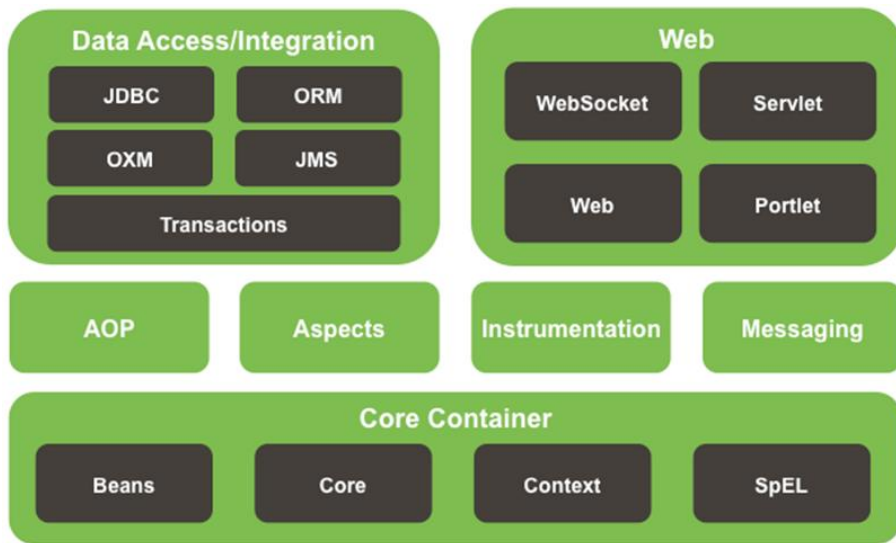 Data Access/Integration
JDBC
ORM
OXM
JMS
Transactions
Web
WebSocket
Servlet
Web
Portlet
AOP
Aspects
Instrumentation
Messaging
Core Container
Beans
Core
Context
SpEL